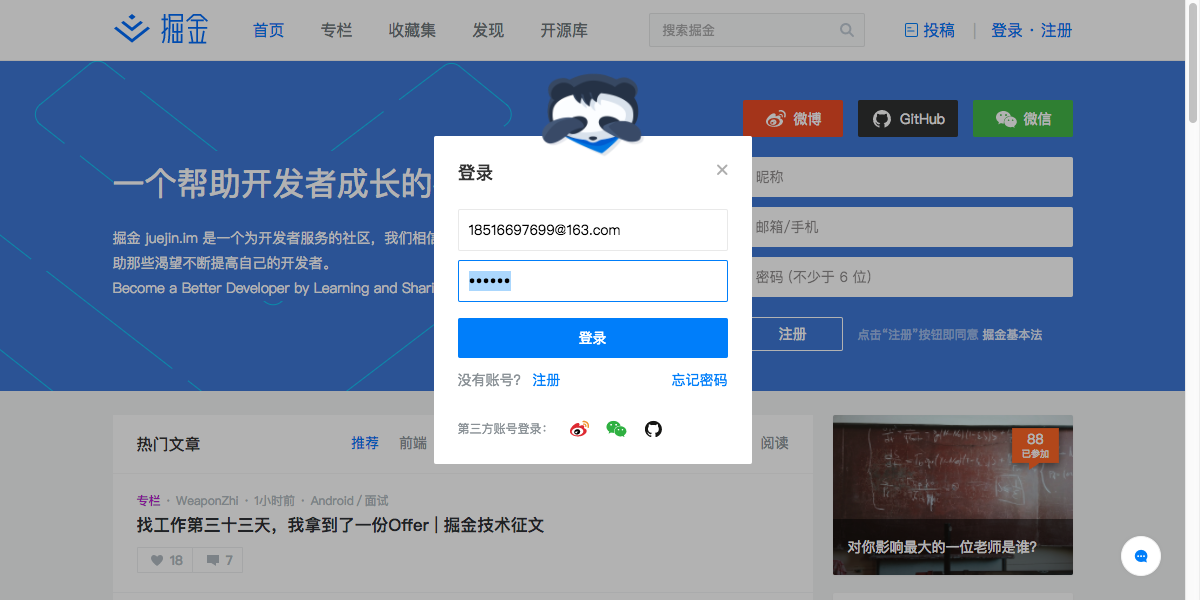 掘金 首页 专栏 收藏集 发现 开源库 搜索掘金 投稿 | 登录 · 注册
微博 GitHub 微信
一个帮助开发者成长的
掘金 juejin.im 是一个为开发者服务的社区，我们相信
助那些渴望不断提高自己的开发者。
Become a Better Developer by Learning and Shari
登录
×
18516697699@163.com
••••••
登录
没有账号？ 注册 忘记密码
第三方账号登录：
昵称
邮箱/手机
密码 (不少于 6 位)
注册 点击“注册”按钮即同意 掘金基本法
热门文章 推荐 前端 阅读
专栏 · WeaponZhi · 1小时前 · Android / 面试
找工作第三十三天，我拿到了一份Offer | 掘金技术征文
18 7
88
已参加
对你影响最大的一位老师是谁?